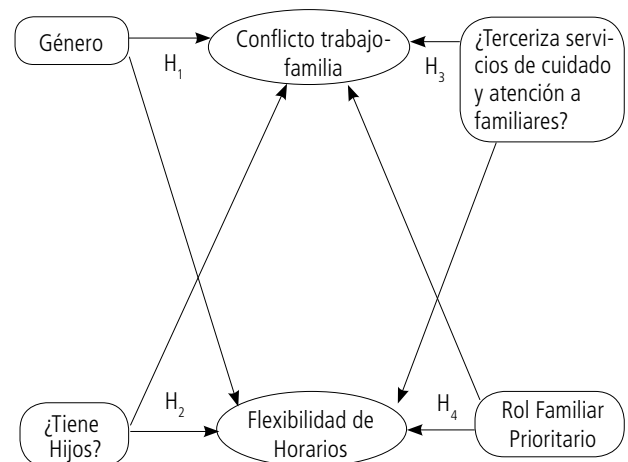 Género
H1
Conflicto trabajo-
familia
H3
¿Terceriza servi-
cios de cuidado
y atención a
familiares?
¿Tiene
Hijos?
H2
Flexibilidad de
Horarios
H4
Rol Familiar
Prioritario